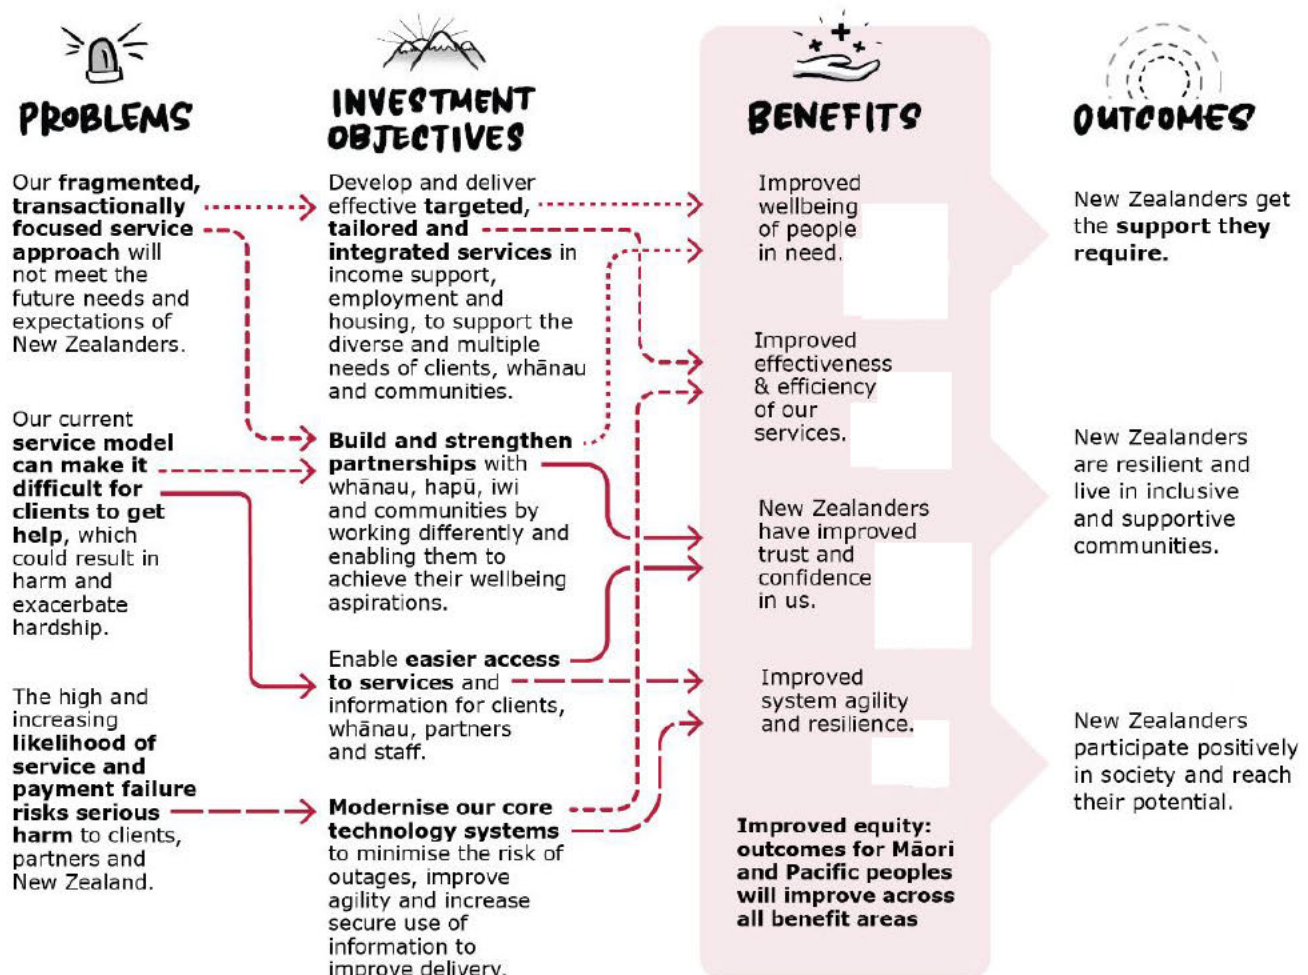 PROBLEMS
Our fragmented,
transactionally
focused service
approach will
not meet the
future needs and
expectations of
New Zealanders.
Our current
service model
can make it
difficult for
clients to get
help, which
could result in
harm and
exacerbate
hardship.
The high and
increasing
likelihood of
service and
payment failure
risks serious
harm to clients,
partners and
New Zealand.
INVESTMENT
OBJECTIVES
Develop and deliver
effective targeted,
tailored and
integrated services in
income support,
employment and
housing, to support the
diverse and multiple
needs of clients, whānau
and communities.
Build and strengthen
partnerships with
whānau, hapū, iwi
and communities by
working differently and
enabling them to
achieve their wellbeing
aspirations.
Enable easier access
to services and
information for clients,
whānau, partners
and staff.
Modernise our core
technology systems
to minimise the risk of
outages, improve
agility and increase
secure use of
information to
improve delivery.
BENEFITS
Improved
wellbeing
of people
in need.
Improved
effectiveness
& efficiency
of our
services.
New Zealanders
have improved
trust and
confidence
in us.
Improved
system agility
and resilience.
Improved equity:
outcomes for Māori
and Pacific peoples
will improve across
all benefit areas
OUTCOMES
New Zealanders get
the support they
require.
New Zealanders
are resilient and
live in inclusive
and supportive
communities.
New Zealanders
participate positively
in society and reach
their potential.